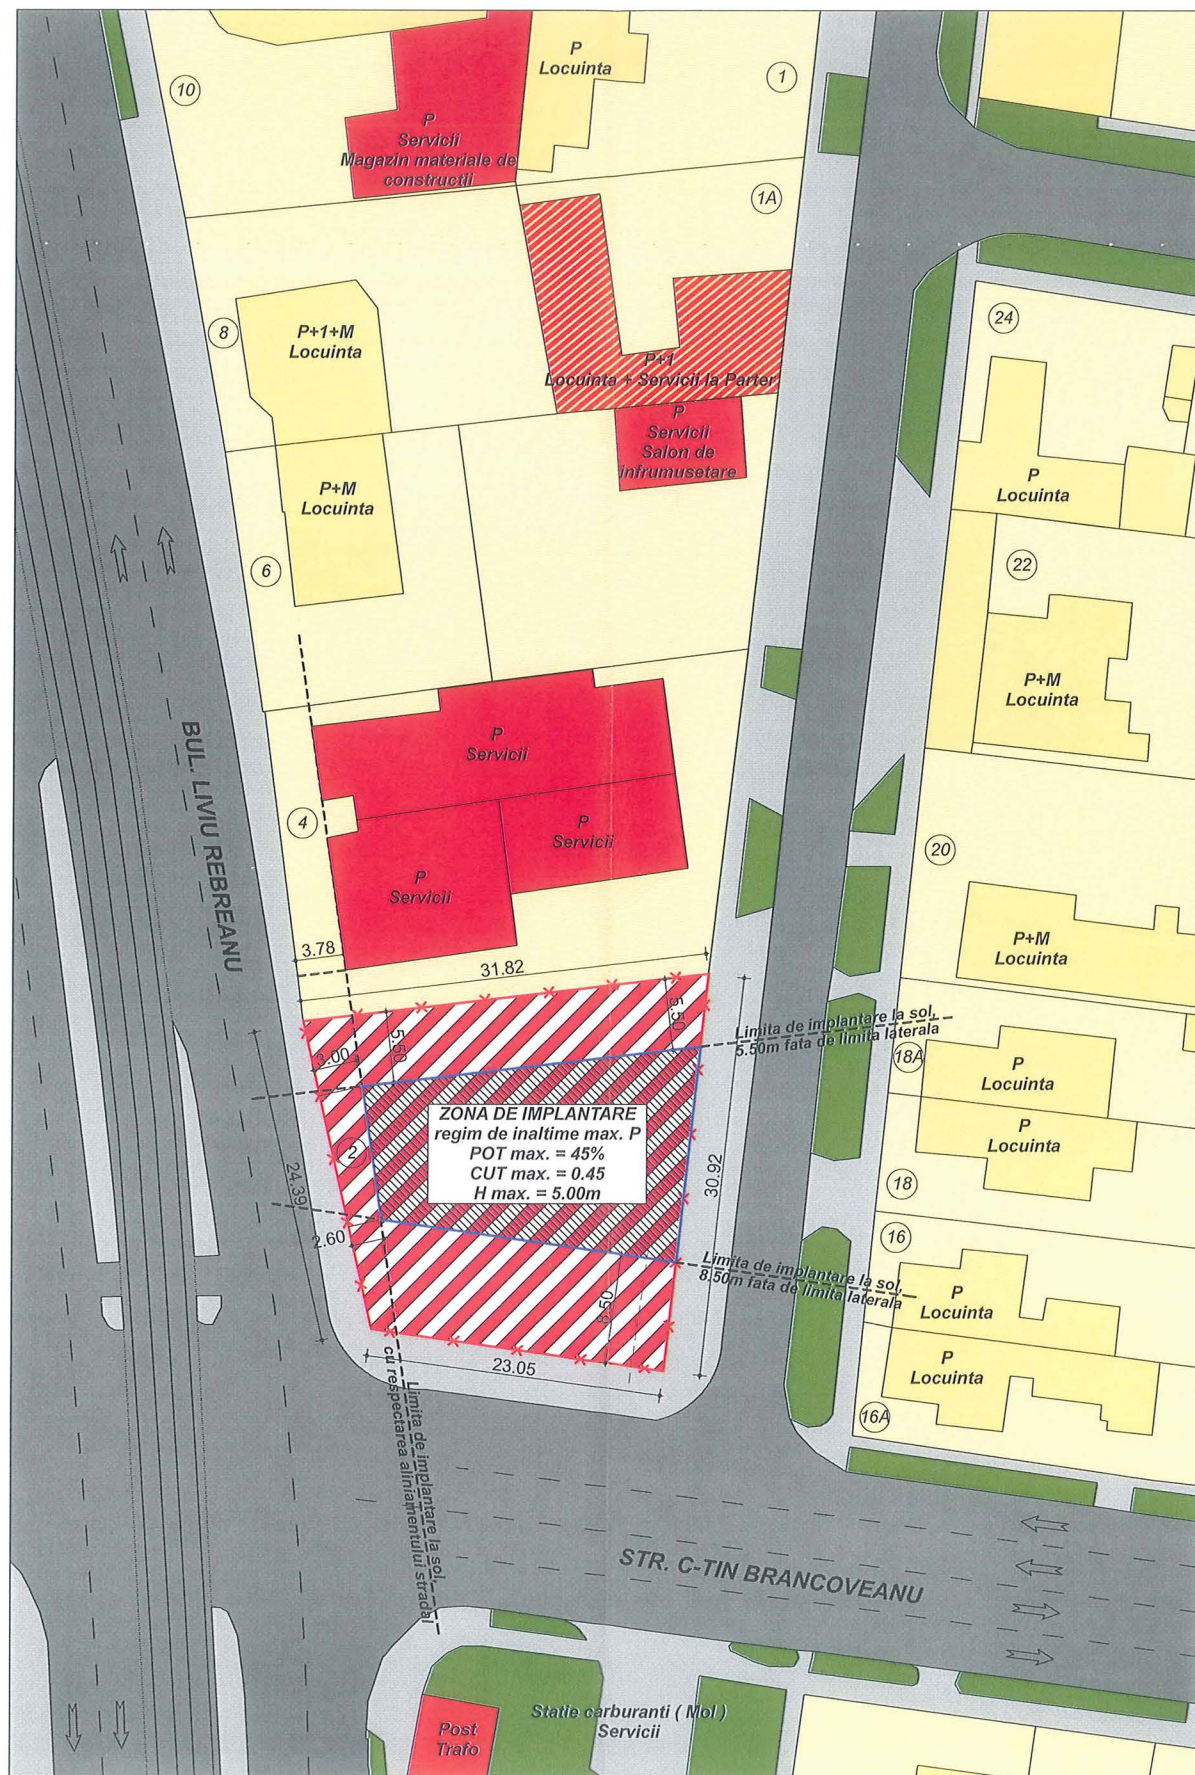 10
P
Servicii
Magazin materiale de
constructii
P
Locuinta
1
1A
P+1
Locuinta + Servicii la Parter
P
Servicii
Salon de
infrumusetare
8
P+1+M
Locuinta
P+M
Locuinta
6
24
P
Locuinta
22
P+M
Locuinta
BUL. LIVIU REBREANU
P
Servicii
4
P
Servicii
P
Servicii
20
P+M
Locuinta
3.78
31.82
5.50
5.50
3.00
Limita de implantare la sol,
5.50m fata de limita laterala
18A
P
Locuinta
P
Locuinta
18
ZONA DE IMPLANTARE
regim de inaltime max. P
POT max. = 45%
CUT max. = 0.45
H max. = 5.00m
2
24.39
30.92
2.60
8.50
Limita de implantare la sol,
8.50m fata de limita laterala
16
P
Locuinta
P
Locuinta
16A
23.05
Limita de implantare la sol,
cu respectarea aliniamentului stradal
STR. C-TIN BRANCOVEANU
Statie carburanti ( Mol )
Servicii
Post
Trafo